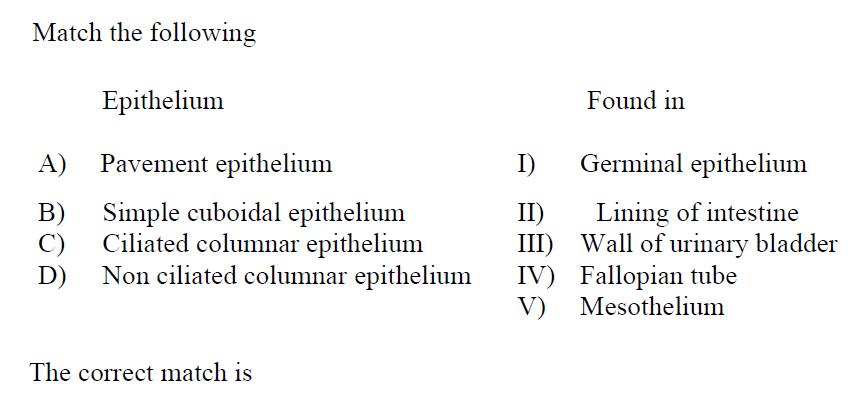 Match the following
Epithelium Found in
A) Pavement epithelium I) Germinal epithelium
B) Simple cuboidal epithelium II) Lining of intestine
C) Ciliated columnar epithelium III) Wall of urinary bladder
D) Non ciliated columnar epithelium IV) Fallopian tube
V) Mesothelium
The correct match is